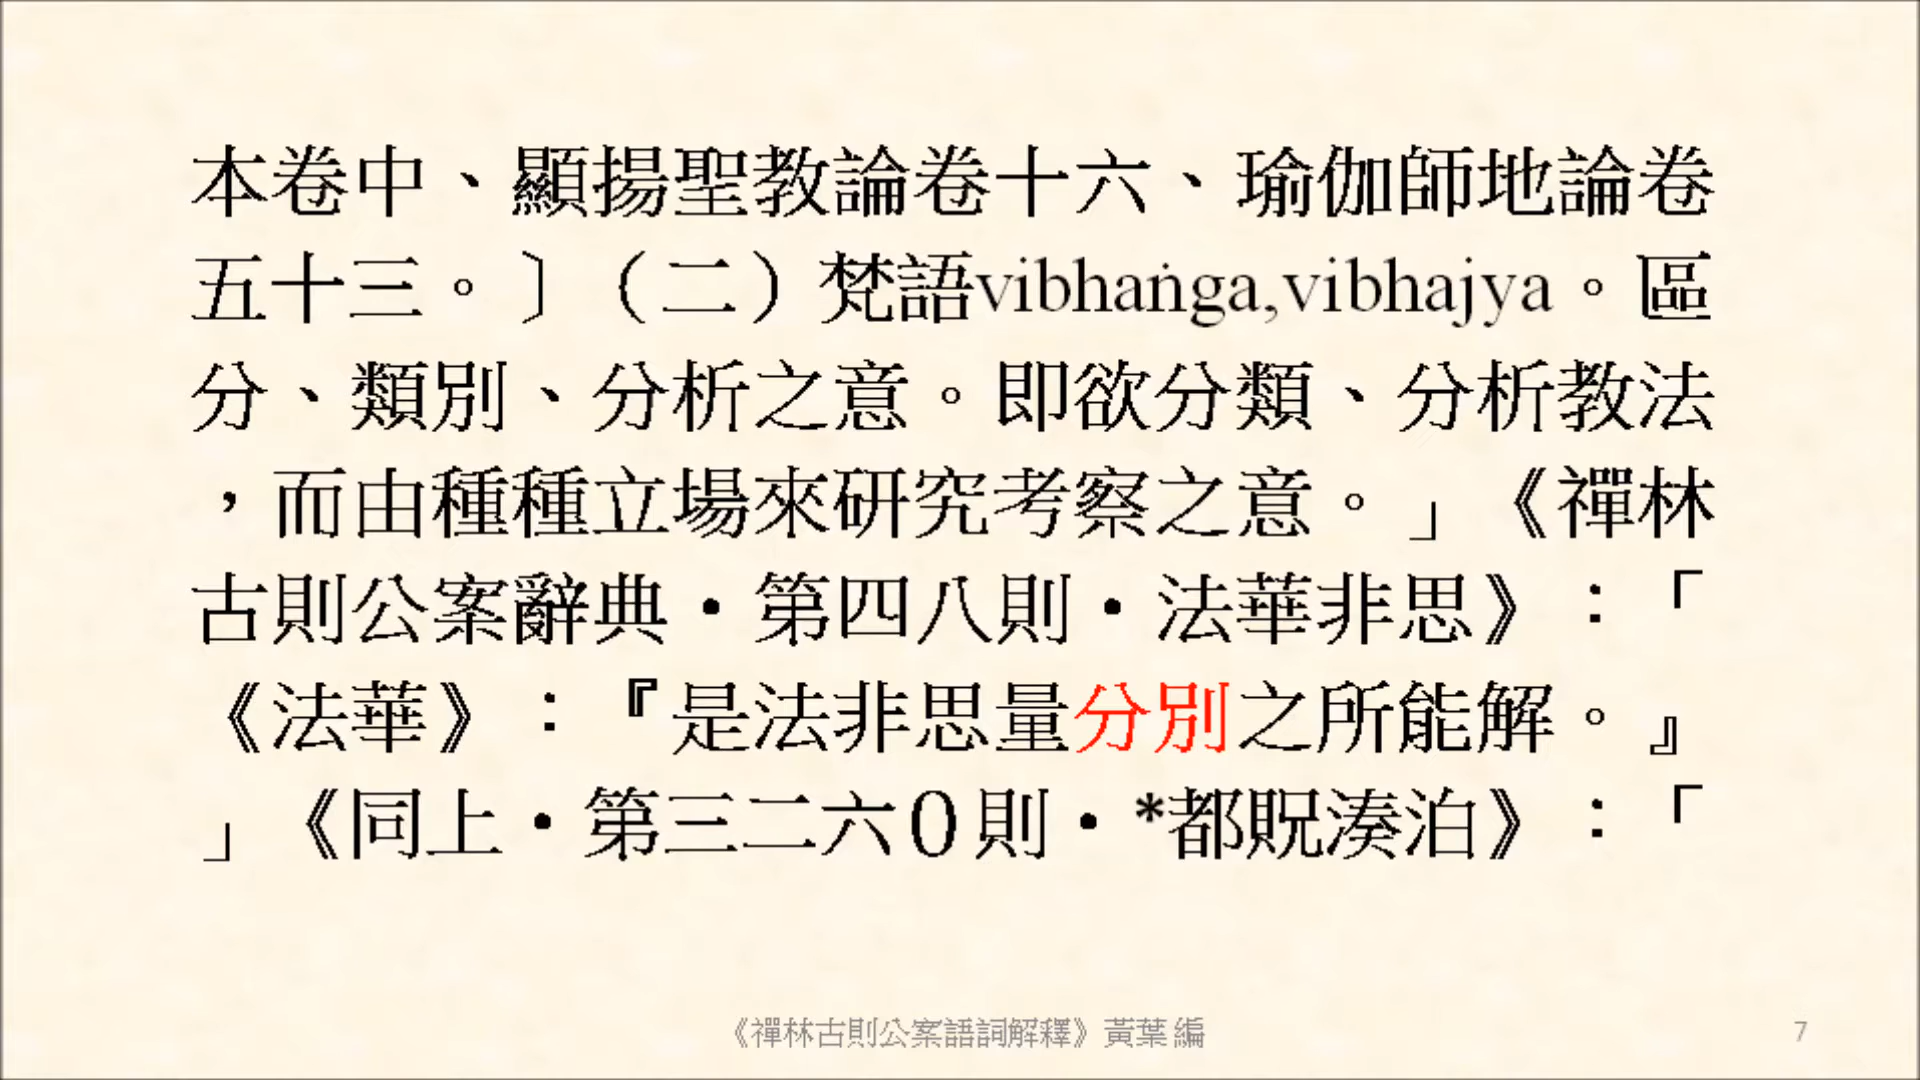 本卷中、顯揚聖教論卷十六、瑜伽師地論卷
五十三。〕（二）梵語vibhaṅga,vibhajya。區
分、類別、分析之意。即欲分類、分析教法
，而由種種立場來研究考察之意。」《禪林
古則公案辭典・第四八則・法華非思》：「
《法華》：『是法非思量分別之所能解。』
」《同上・第三二六０則・*都貺湊泊》：「
《禪林古則公案語詞解釋》黃葉 編
7